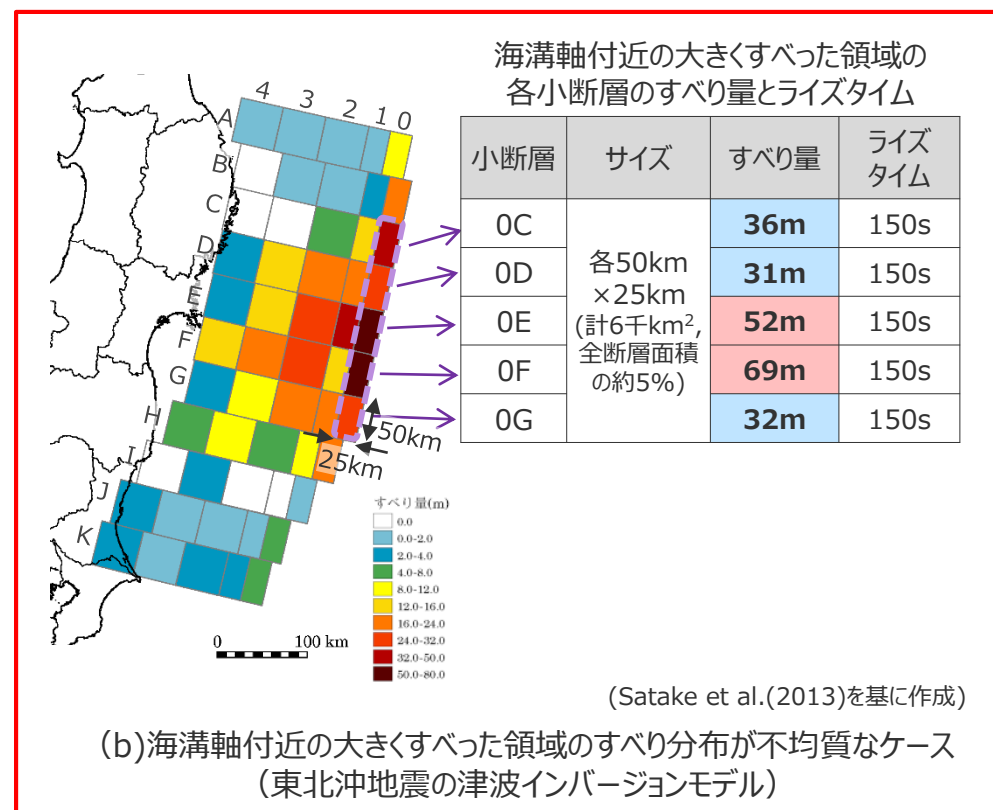 海溝軸付近の大きくすべった領域の
各小断層のすべり量とライズタイム
4 3 2 1 0
A
B
C
D
E
F
G
H
I
J
K
小断層 サイズ すべり量 ライズ
タイム
0C 36m 150s
0D 31m 150s
0E 52m 150s
0F 69m 150s
0G 32m 150s
各50km
×25km
(計6千km²,
全断層面積
の約5%)
50km
25km
すべり量(m)
0.0
0.0-2.0
2.0-4.0
4.0-8.0
8.0-12.0
12.0-16.0
16.0-24.0
24.0-32.0
32.0-50.0
50.0-80.0
0 100 km
(Satake et al.(2013)を基に作成)
(b)海溝軸付近の大きくすべった領域のすべり分布が不均質なケース
(東北沖地震の津波インバージョンモデル)